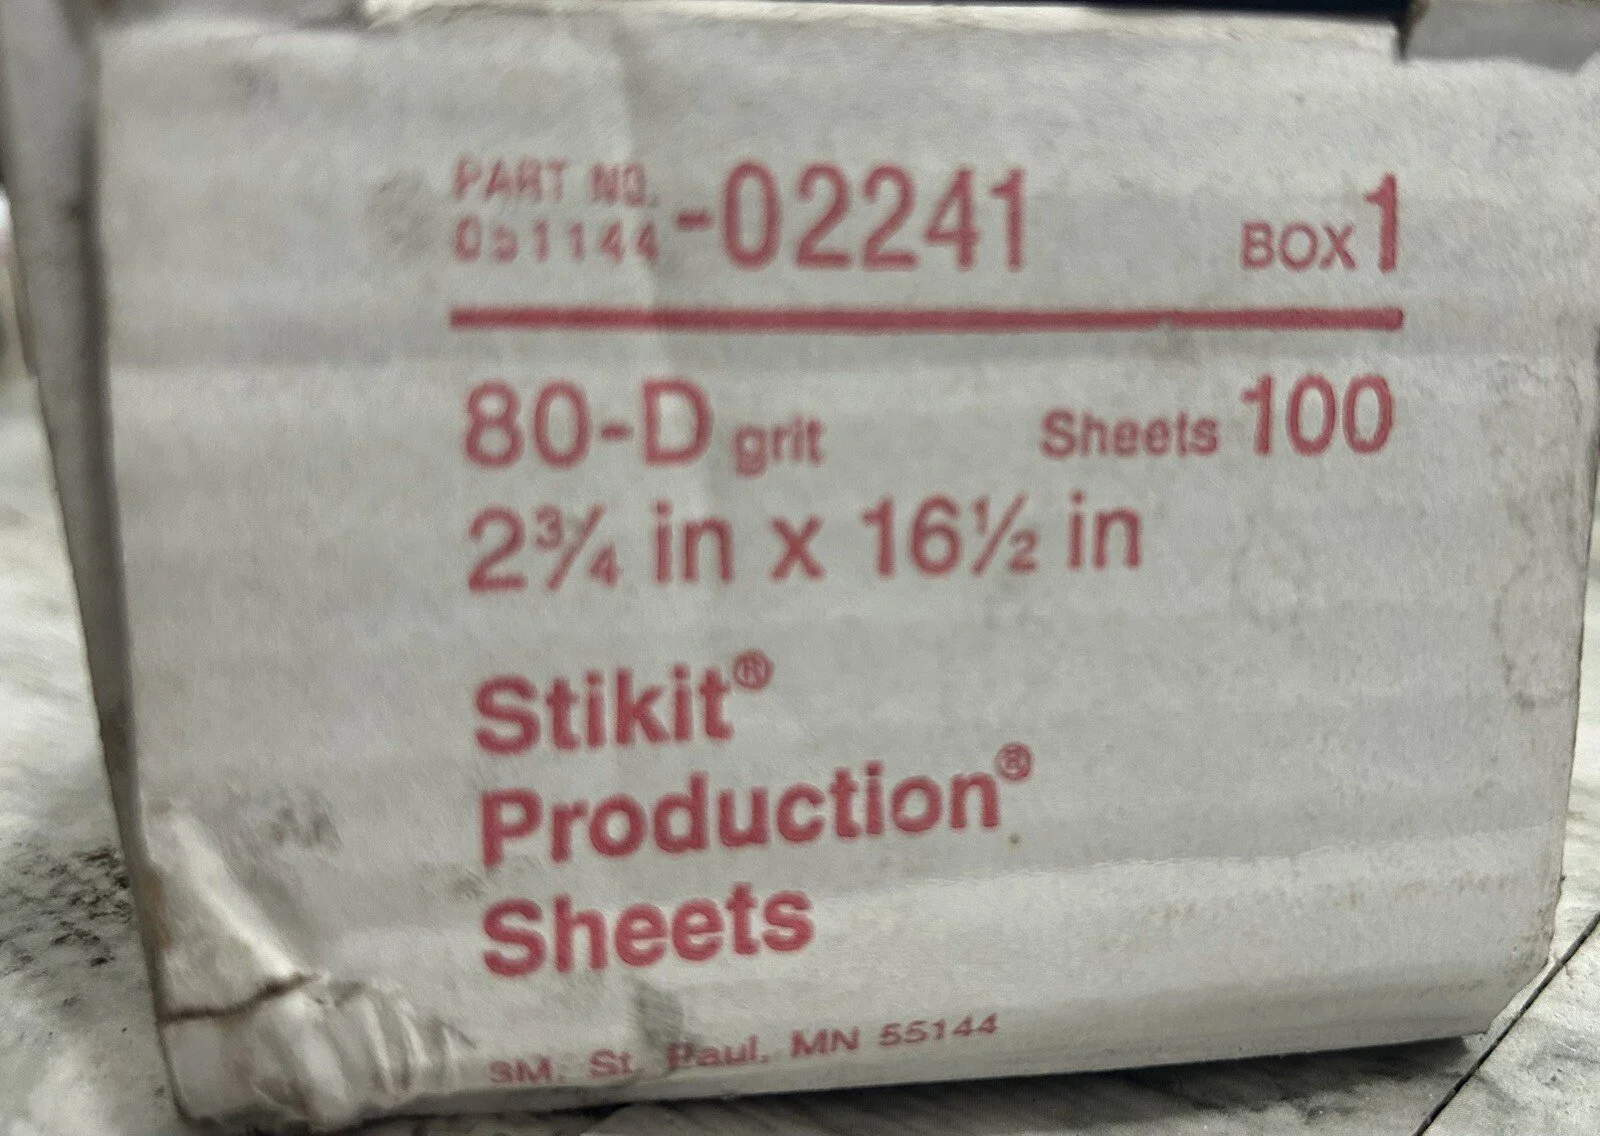 PART NO.
051144-02241 BOX 1
80-D grit Sheets 100
2¾ in x 16½ in
Stikit®
Production®
Sheets
3M, St. Paul, MN 55144